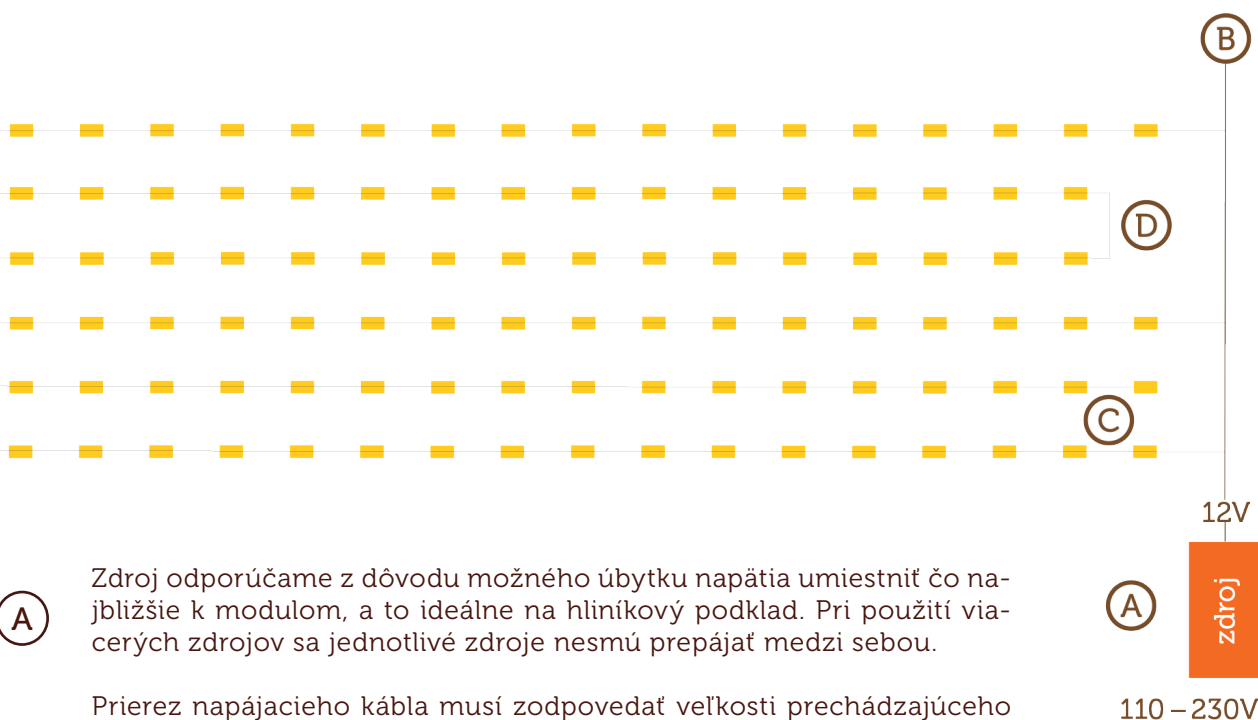 B
D
C
12V
A
Zdroj odporúčame z dôvodu možného úbytku napätia umiestniť čo na-
jbližšie k modulom, a to ideálne na hliníkový podklad. Pri použití via-
cerých zdrojov sa jednotlivé zdroje nesmú prepájať medzi sebou.
A
zdroj
Prierez napájacieho kábla musí zodpovedať veľkosti prechádzajúceho
110 – 230V